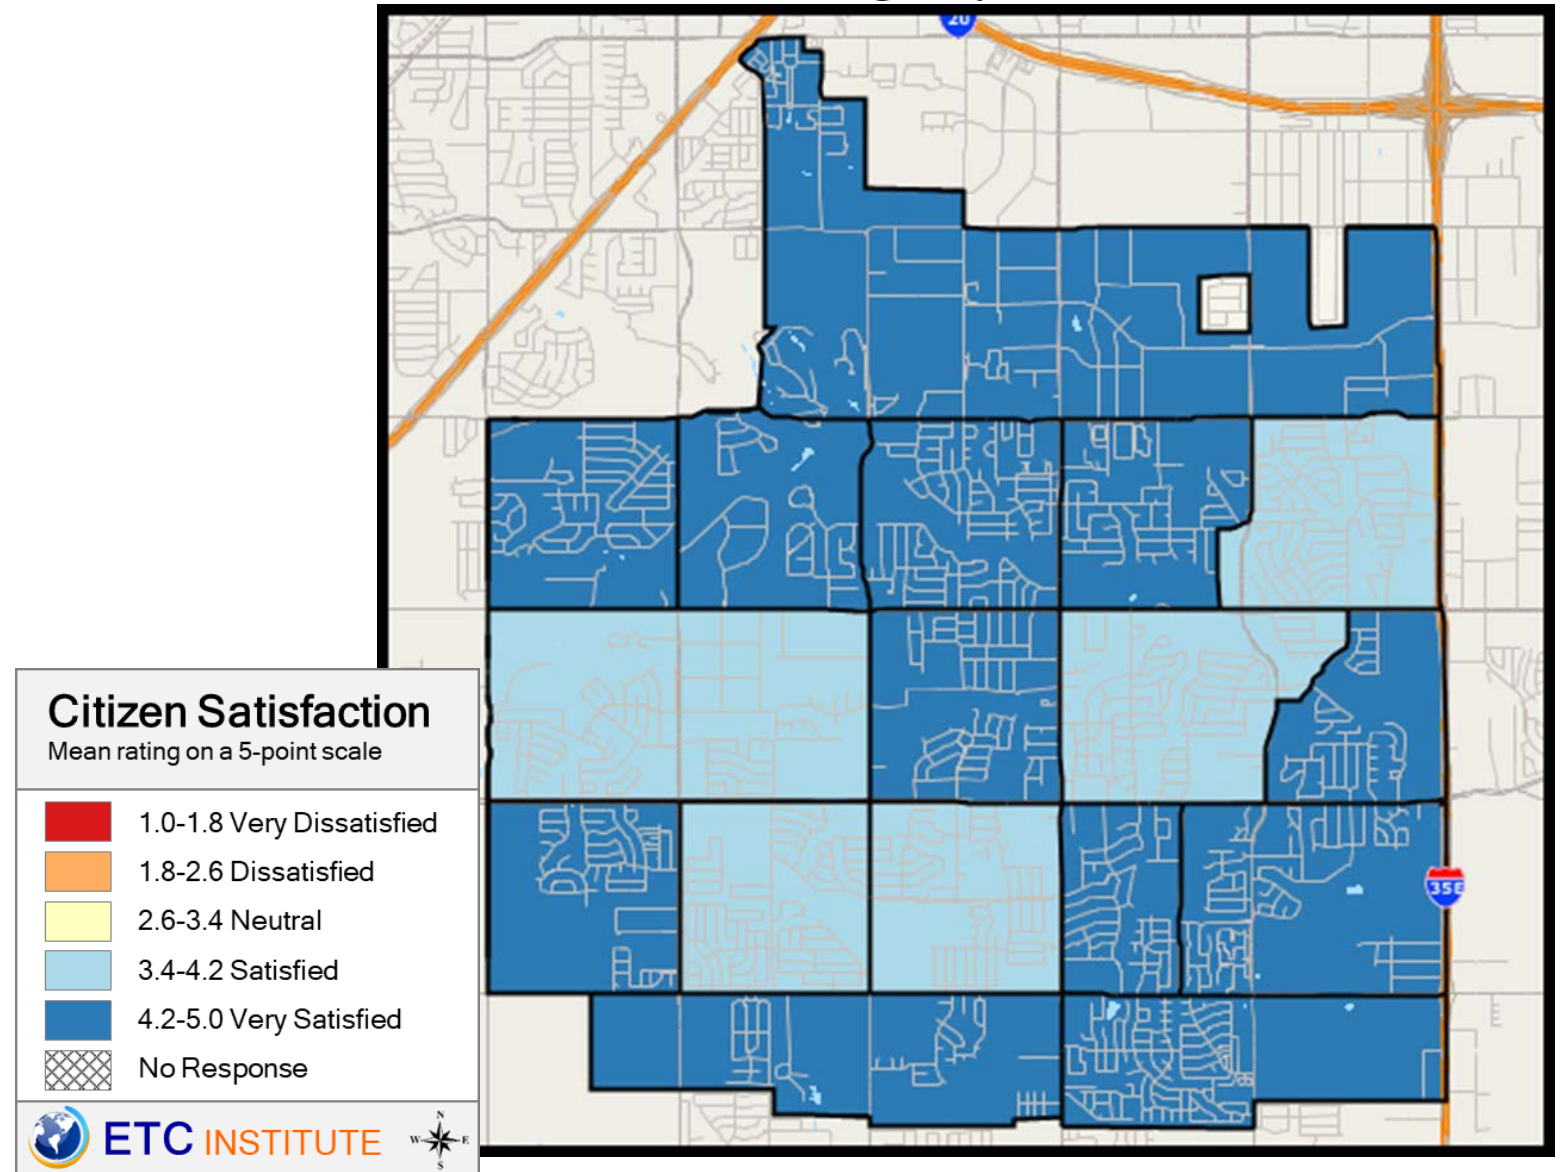 20
35E
Citizen Satisfaction
Mean rating on a 5-point scale
1.0-1.8 Very Dissatisfied
1.8-2.6 Dissatisfied
2.6-3.4 Neutral
3.4-4.2 Satisfied
4.2-5.0 Very Satisfied
No Response
ETC INSTITUTE
N
W E
S